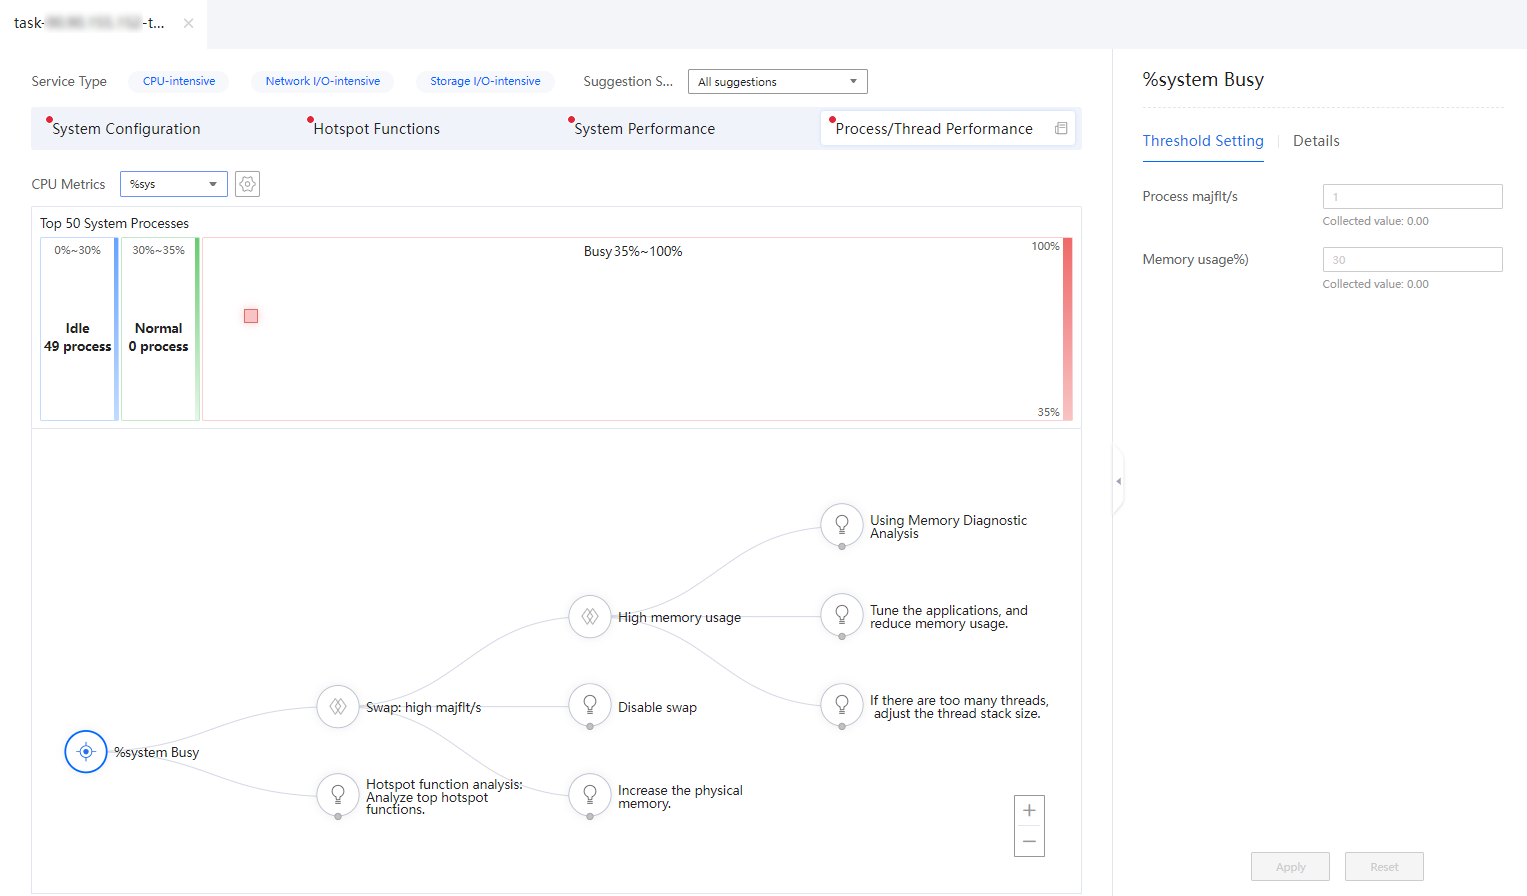 task-
-t...
Service Type
CPU-intensive
Network I/O-intensive
Storage I/O-intensive
Suggestion S...
All suggestions
System Configuration
Hotspot Functions
System Performance
Process/Thread Performance
CPU Metrics
%sys
Top 50 System Processes
0%~30%
Idle
49 process
30%~35%
Normal
0 process
Busy 35%~100%
100%
35%
%system Busy
Swap: high majflt/s
Hotspot function analysis:
Analyze top hotspot
functions.
High memory usage
Disable swap
Increase the physical
memory.
Using Memory Diagnostic
Analysis
Tune the applications, and
reduce memory usage.
If there are too many threads,
adjust the thread stack size.
+
−
%system Busy
Threshold Setting
Details
Process majflt/s
1
Collected value: 0.00
Memory usage%)
30
Collected value: 0.00
Apply
Reset